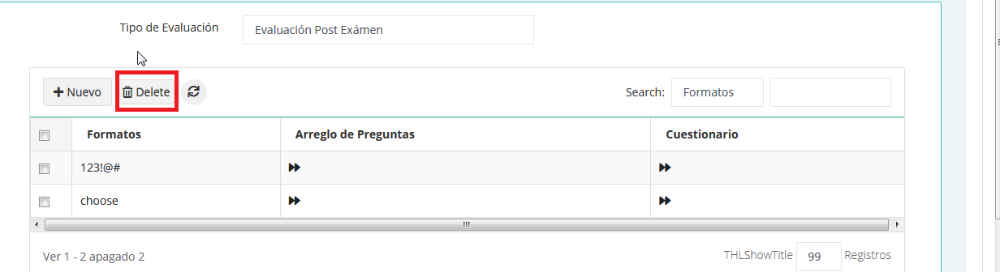 Tipo de Evaluación Evaluación Post Exámen
Nuevo Delete Search: Formatos
Formatos Arreglo de Preguntas Cuestionario
123!@#
choose
Ver 1 - 2 apagado 2 THLShowTitle 99 Registros